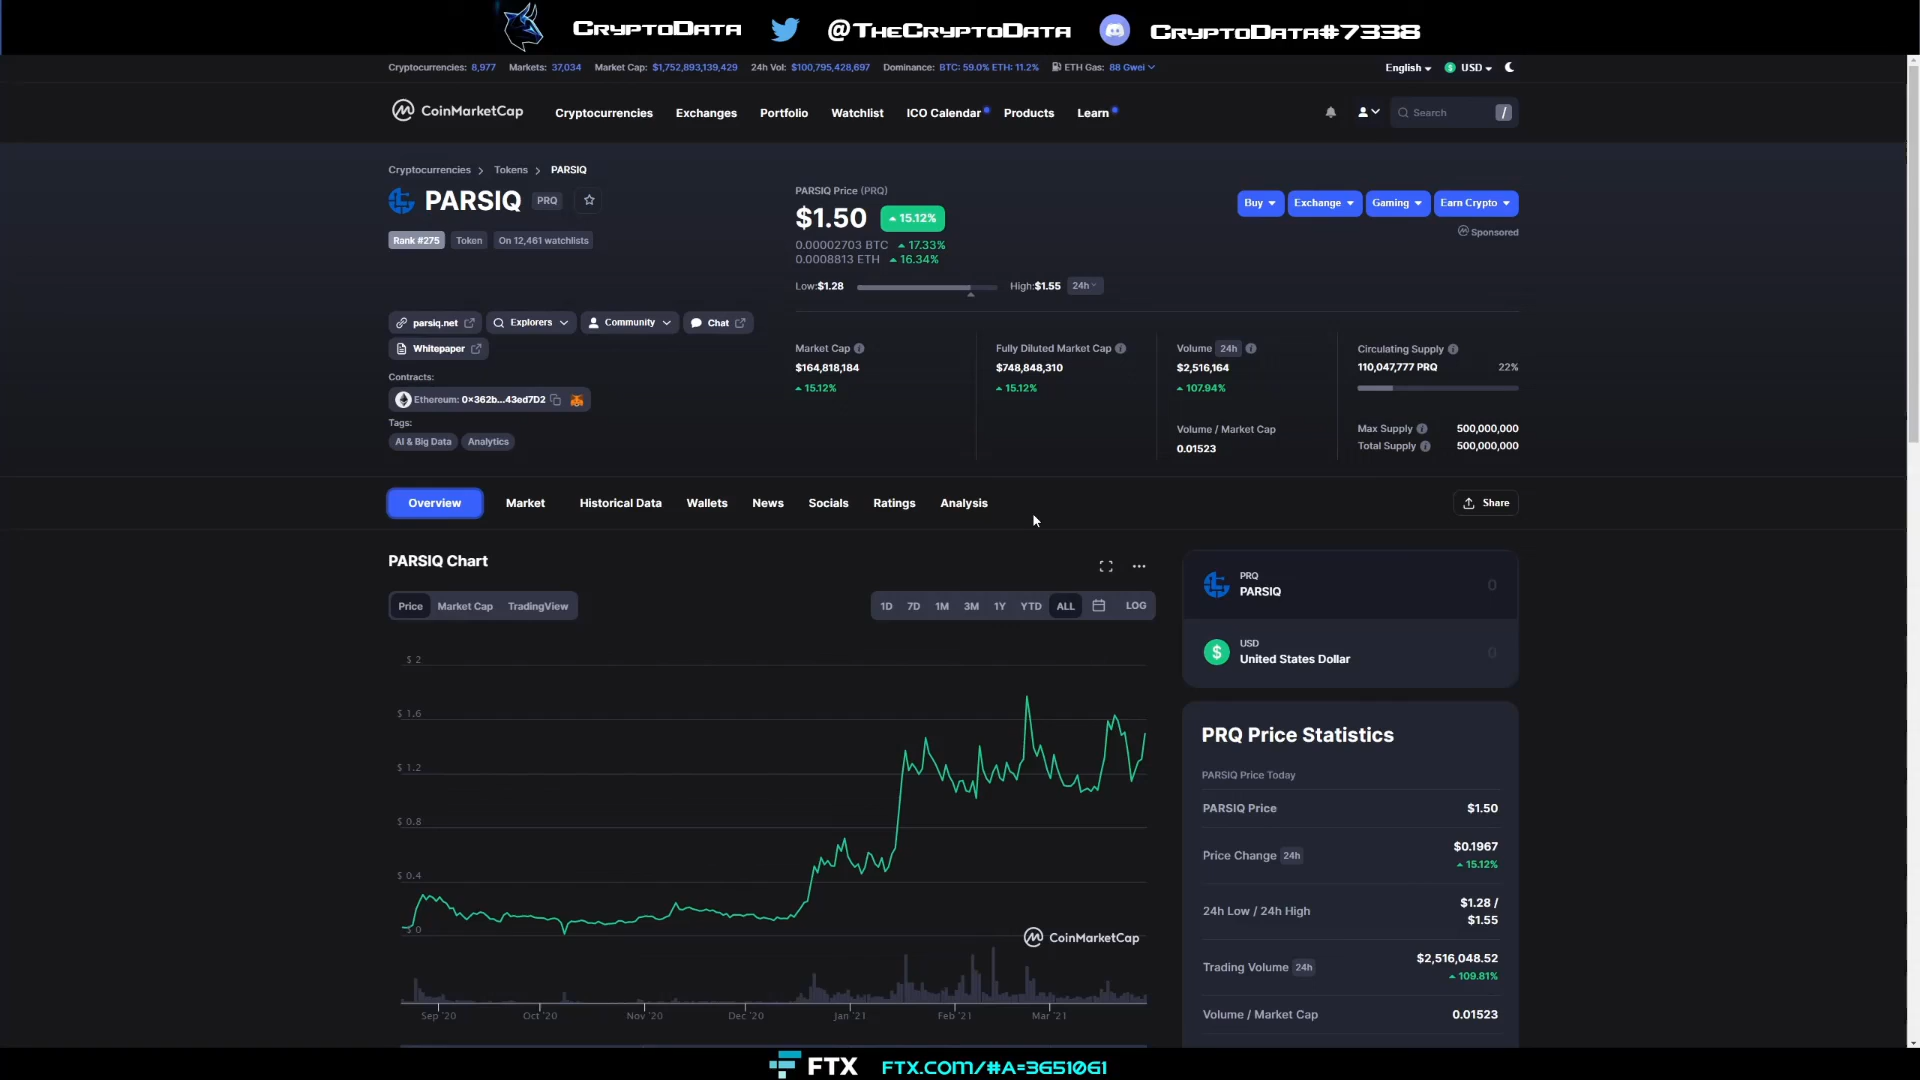 CryptoData @TheCryptoData CryptoData#7338
Cryptocurrencies: 8,977 Markets: 37,034 Market Cap: $1,752,893,139,429 24h Vol: $100,795,428,697 Dominance: BTC: 59.0% ETH: 11.2% ETH Gas: 88 Gwei English USD
CoinMarketCap Cryptocurrencies Exchanges Portfolio Watchlist ICO Calendar Products Learn Search /
Cryptocurrencies > Tokens > PARSIQ
PARSIQ PRQ
Rank #275 Token On 12,461 watchlists
parsiq.net Explorers Community Chat
Whitepaper
Contracts:
Ethereum: 0x362b...43ed7D2
Tags:
AI & Big Data Analytics
PARSIQ Price (PRQ)
$1.50 15.12%
0.00002703 BTC 17.33%
0.0008813 ETH 16.34%
Low:$1.28 High:$1.55 24h
Buy Exchange Gaming Earn Crypto
Sponsored
Market Cap
$164,818,184
15.12%
Fully Diluted Market Cap
$748,848,310
15.12%
Volume 24h
$2,516,164
107.94%
Volume / Market Cap
0.01523
Circulating Supply
110,047,777 PRQ 22%
Max Supply 500,000,000
Total Supply 500,000,000
Overview Market Historical Data Wallets News Socials Ratings Analysis Share
PARSIQ Chart
Price Market Cap TradingView 1D 7D 1M 3M 1Y YTD ALL LOG
$ 2
$ 1.6
$ 1.2
$ 0.8
$ 0.4
$ 0
CoinMarketCap
Sep '20 Oct '20 Nov '20 Dec '20 Jan '21 Feb '21 Mar '21
PRQ
PARSIQ 0
USD
United States Dollar 0
PRQ Price Statistics
PARSIQ Price Today
PARSIQ Price $1.50
Price Change 24h $0.1967
15.12%
24h Low / 24h High $1.28 /
$1.55
Trading Volume 24h $2,516,048.52
109.81%
Volume / Market Cap 0.01523
FTX FTX.com/#a=3651061